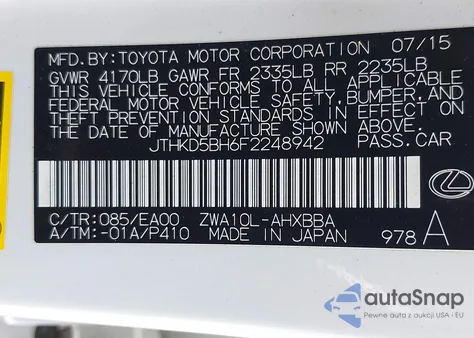 MFD. BY: TOYOTA MOTOR CORPORATION 07/15
GVWR 4170LB GAWR FR 2335LB RR 2235LB
THIS VEHICLE CONFORMS TO ALL APPLICABLE
FEDERAL MOTOR VEHICLE SAFETY, BUMPER, AND
THEFT PREVENTION STANDARDS IN EFFECT ON
THE DATE OF MANUFACTURE SHOWN ABOVE.
JTHKD5BH6F2248942 PASS.CAR
C/TR:085/EA00 ZWA10L-AHXBBA
A/TM:-01A/P410 MADE IN JAPAN 978 A
autoSnap
Pewne auta z aukcji USA i EU